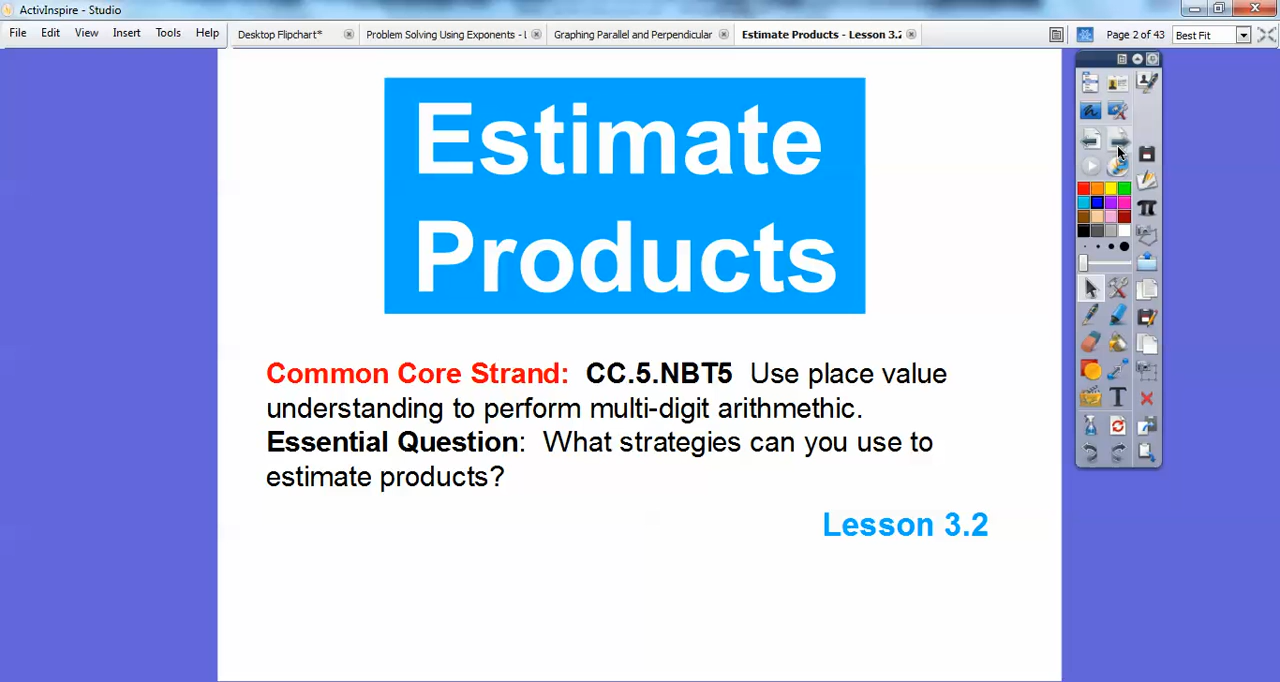 ActivInspire - Studio
File Edit View Insert Tools Help Desktop Flipchart* Problem Solving Using Exponents - L Graphing Parallel and Perpendicular Estimate Products - Lesson 3.2 Page 2 of 43 Best Fit
Estimate
Products
Common Core Strand: CC.5.NBT5 Use place value
understanding to perform multi-digit arithmethic.
Essential Question: What strategies can you use to
estimate products?
Lesson 3.2